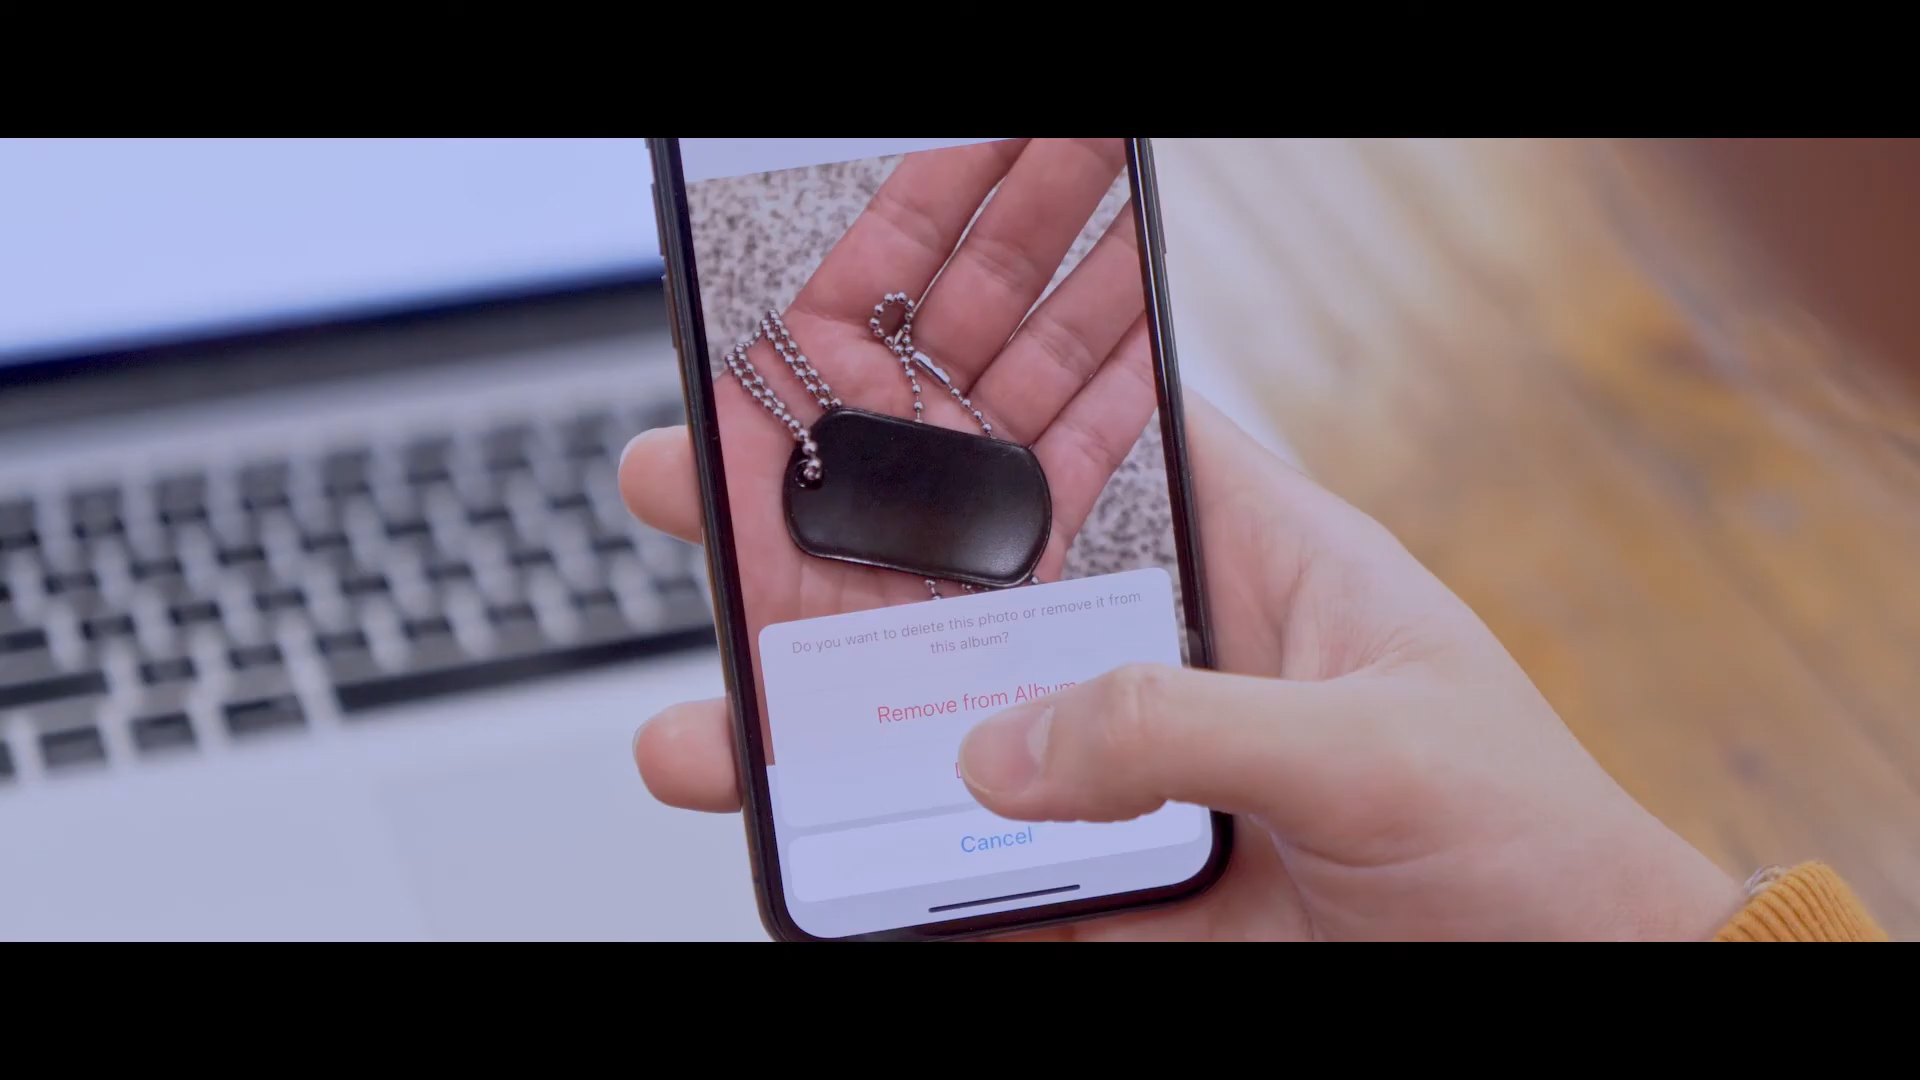 Do you want to delete this photo or remove it from
this album?
Remove from Album
Cancel